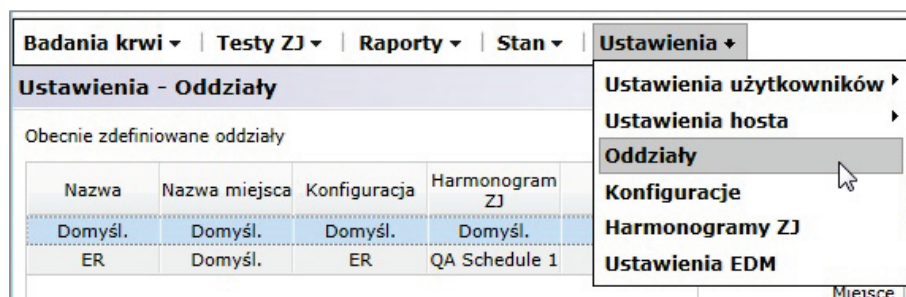 Badania krwi | Testy ZJ | Raporty | Stan | Ustawienia
Ustawienia - Oddziały
Obecnie zdefiniowane oddziały
Nazwa Nazwa miejsca Konfiguracja Harmonogram ZJ
Domyśl. Domyśl. Domyśl. Domyśl.
ER Domyśl. ER QA Schedule 1
Ustawienia użytkowników
Ustawienia hosta
Oddziały
Konfiguracje
Harmonogramy ZJ
Ustawienia EDM
Miejsce